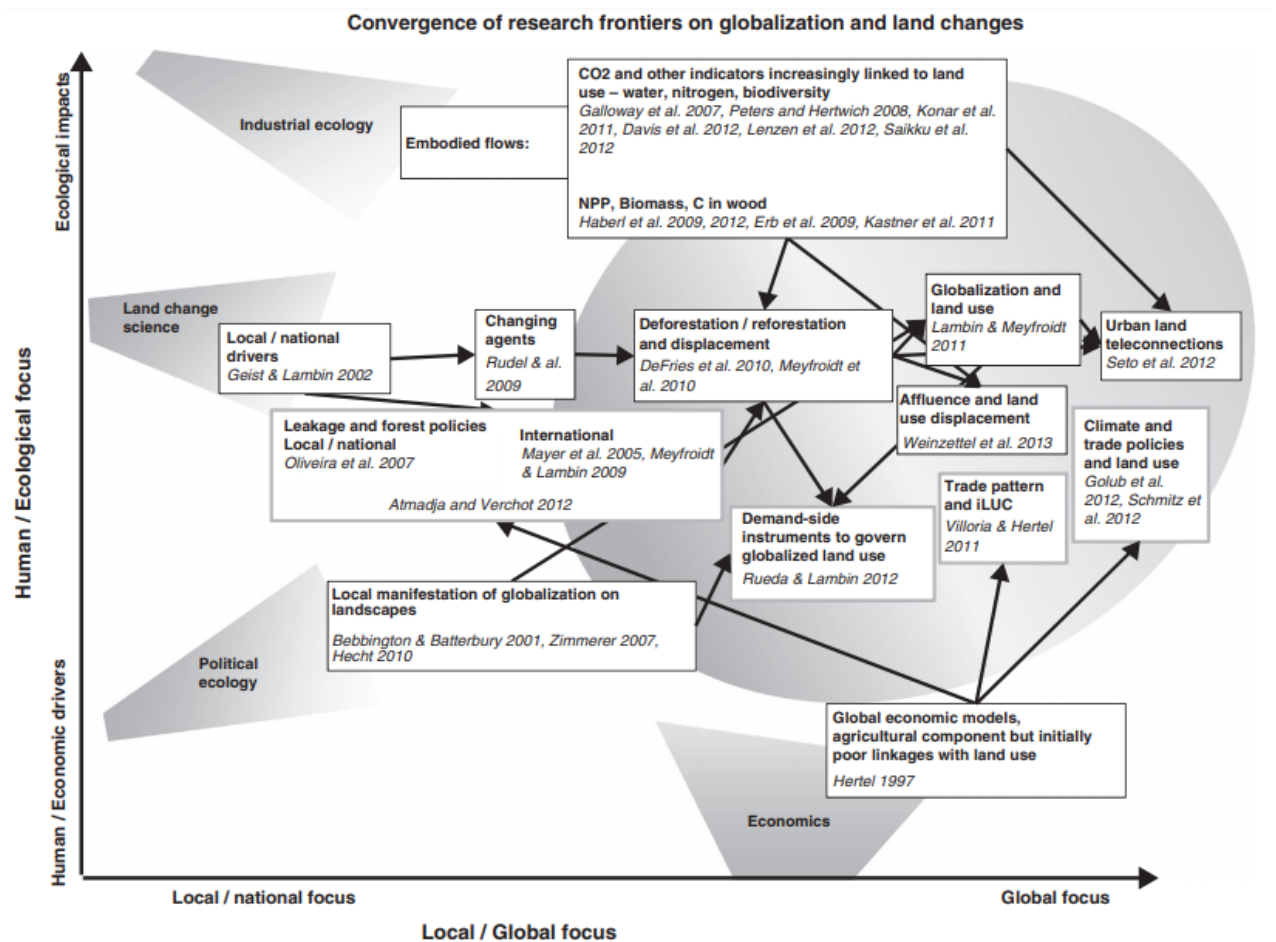 Convergence of research frontiers on globalization and land changes
Ecological impacts
Human / Ecological focus
Human / Economic drivers
Industrial ecology
Embodied flows:
CO2 and other indicators increasingly linked to land
use – water, nitrogen, biodiversity
Galloway et al. 2007, Peters and Hertwich 2008, Konar et al.
2011, Davis et al. 2012, Lenzen et al. 2012, Saikku et al.
2012
NPP, Biomass, C in wood
Haberl et al. 2009, 2012, Erb et al. 2009, Kastner et al. 2011
Land change
science
Local / national
drivers
Geist & Lambin 2002
Changing
agents
Rudel & al.
2009
Deforestation / reforestation
and displacement
DeFries et al. 2010, Meyfroidt et
al. 2010
Globalization and
land use
Lambin & Meyfroidt
2011
Urban land
teleconnections
Seto et al. 2012
Affluence and land
use displacement
Weinzettel et al. 2013
Leakage and forest policies
Local / national
Oliveira et al. 2007
International
Mayer et al. 2005, Meyfroidt
& Lambin 2009
Atmadja and Verchot 2012
Climate and
trade policies
and land use
Golub et al.
2012, Schmitz et
al. 2012
Trade pattern
and iLUC
Villoria & Hertel
2011
Demand-side
instruments to govern
globalized land use
Rueda & Lambin 2012
Local manifestation of globalization on
landscapes
Bebbington & Batterbury 2001, Zimmerer 2007,
Hecht 2010
Political
ecology
Global economic models,
agricultural component but initially
poor linkages with land use
Hertel 1997
Economics
Local / national focus
Global focus
Local / Global focus